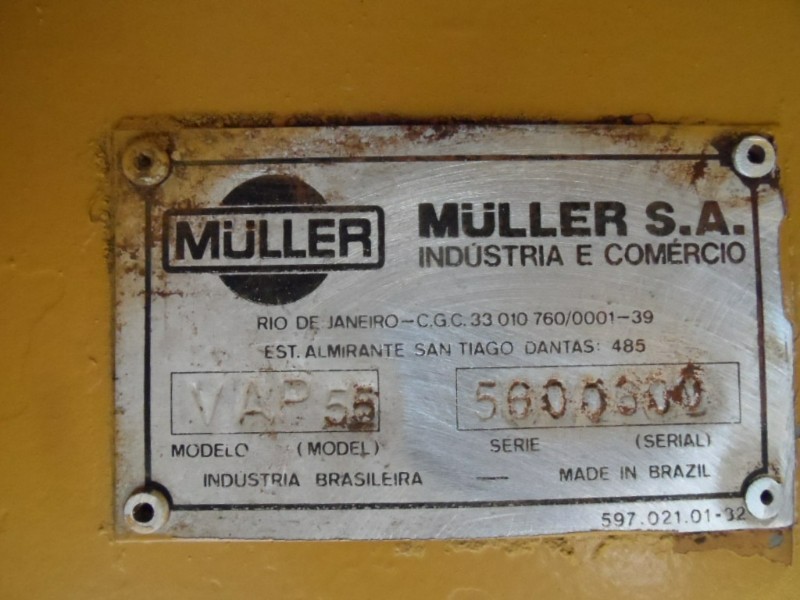 MÜLLER
MÜLLER S.A.
INDÚSTRIA E COMÉRCIO
RIO DE JANEIRO-C.G.C. 33 010 760/0001-39
EST. ALMIRANTE SAN TIAGO DANTAS: 485
VAP 55
MODELO (MODEL)
SERIE (SERIAL)
INDÚSTRIA BRASILEIRA — MADE IN BRAZIL
597.021.01-32